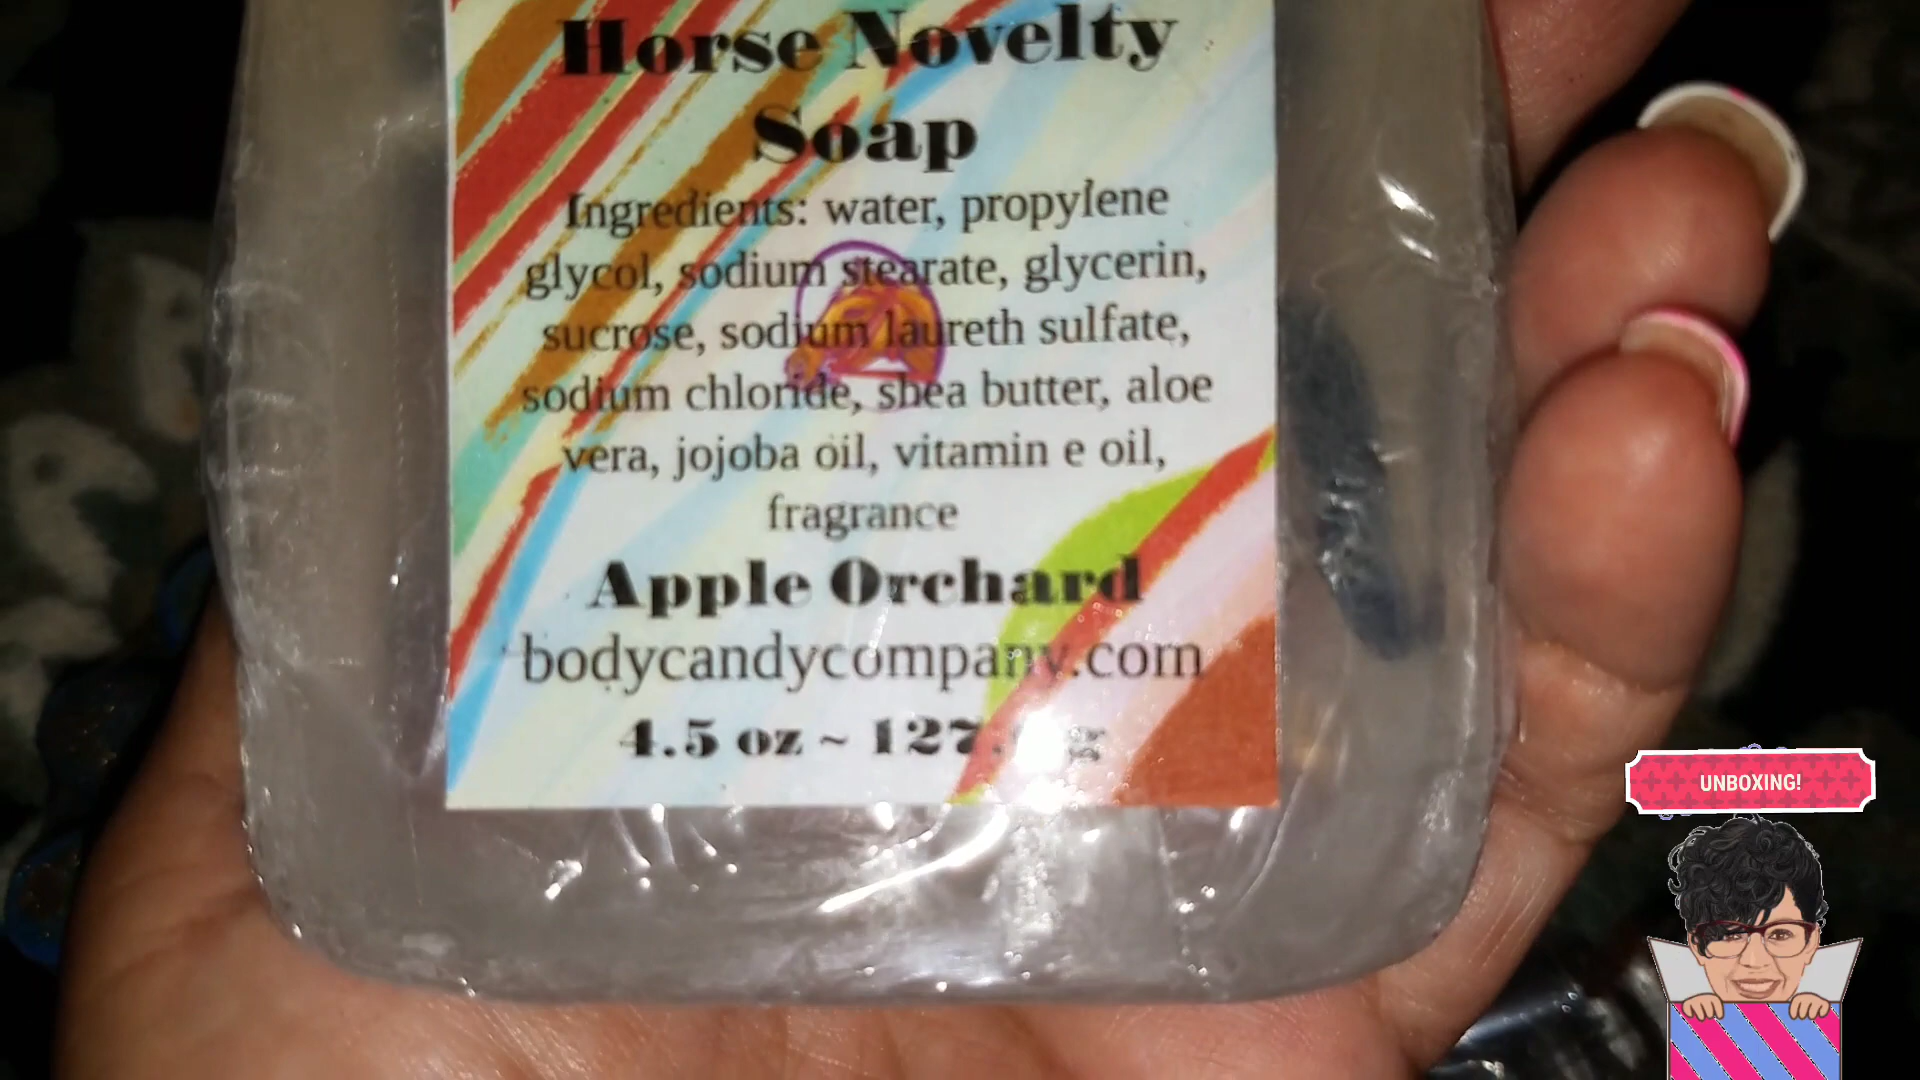 Horse Novelty
Soap
Ingredients: water, propylene
glycol, sodium stearate, glycerin,
sucrose, sodium laureth sulfate,
sodium chloride, shea butter, aloe
vera, jojoba oil, vitamin e oil,
fragrance
Apple Orchard
bodycandycompany.com
4.5 oz ~
UNBOXING!